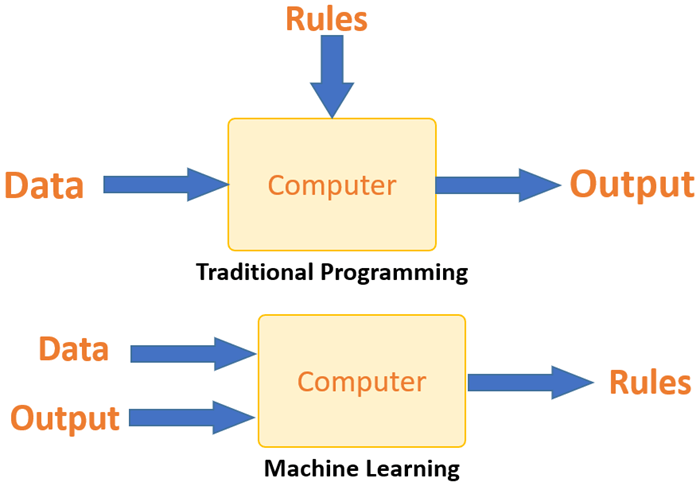 Rules
Data
Computer
Output
Traditional Programming
Data
Output
Computer
Rules
Machine Learning